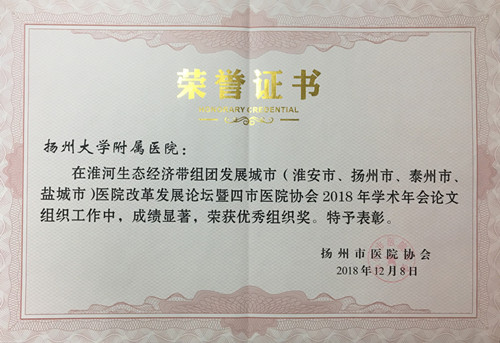 荣誉证书
HONORARY CREDENTIAL
扬州大学附属医院：
在淮河生态经济带组团发展城市（淮安市、扬州市、泰州市、
盐城市）医院改革发展论坛暨四市医院协会2018年学术年会论文
组织工作中，成绩显著，荣获优秀组织奖。特予表彰。
扬州市医院协会
2018年12月8日